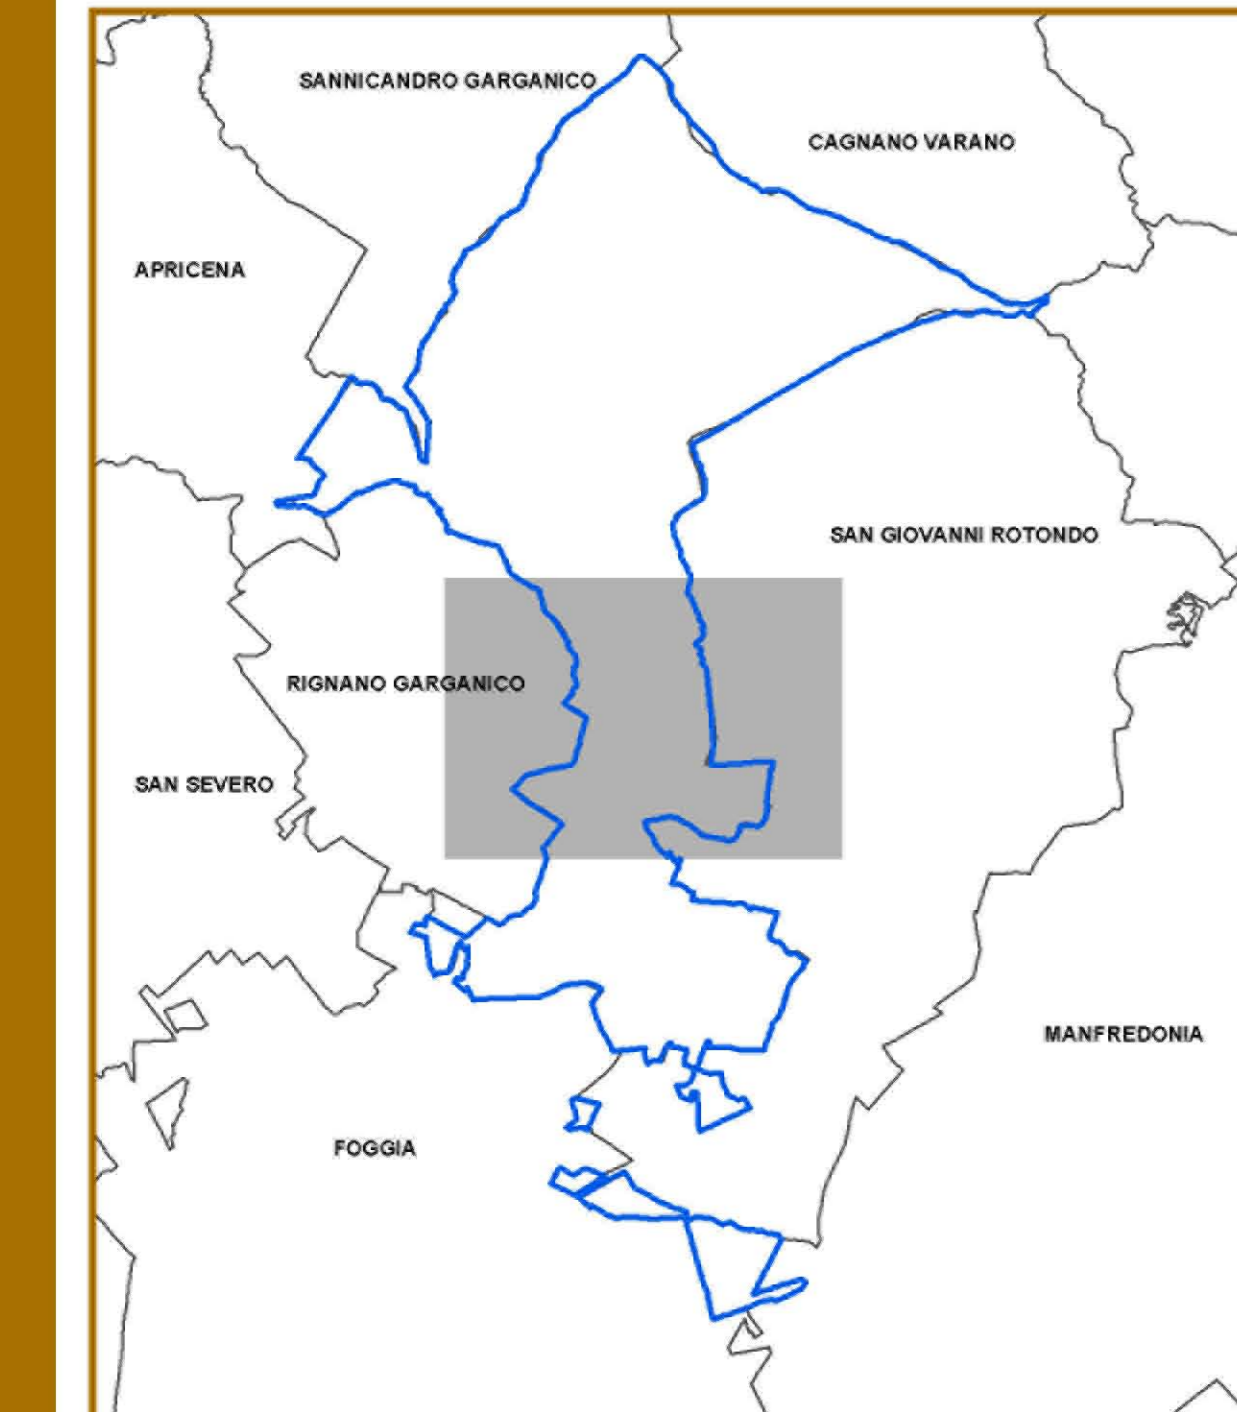 SANNICANDRO GARGANICO
CAGNANO VARANO
APRICENA
SAN GIOVANNI ROTONDO
RIGNANO GARGANICO
SAN SEVERO
MANFREDONIA
FOGGIA